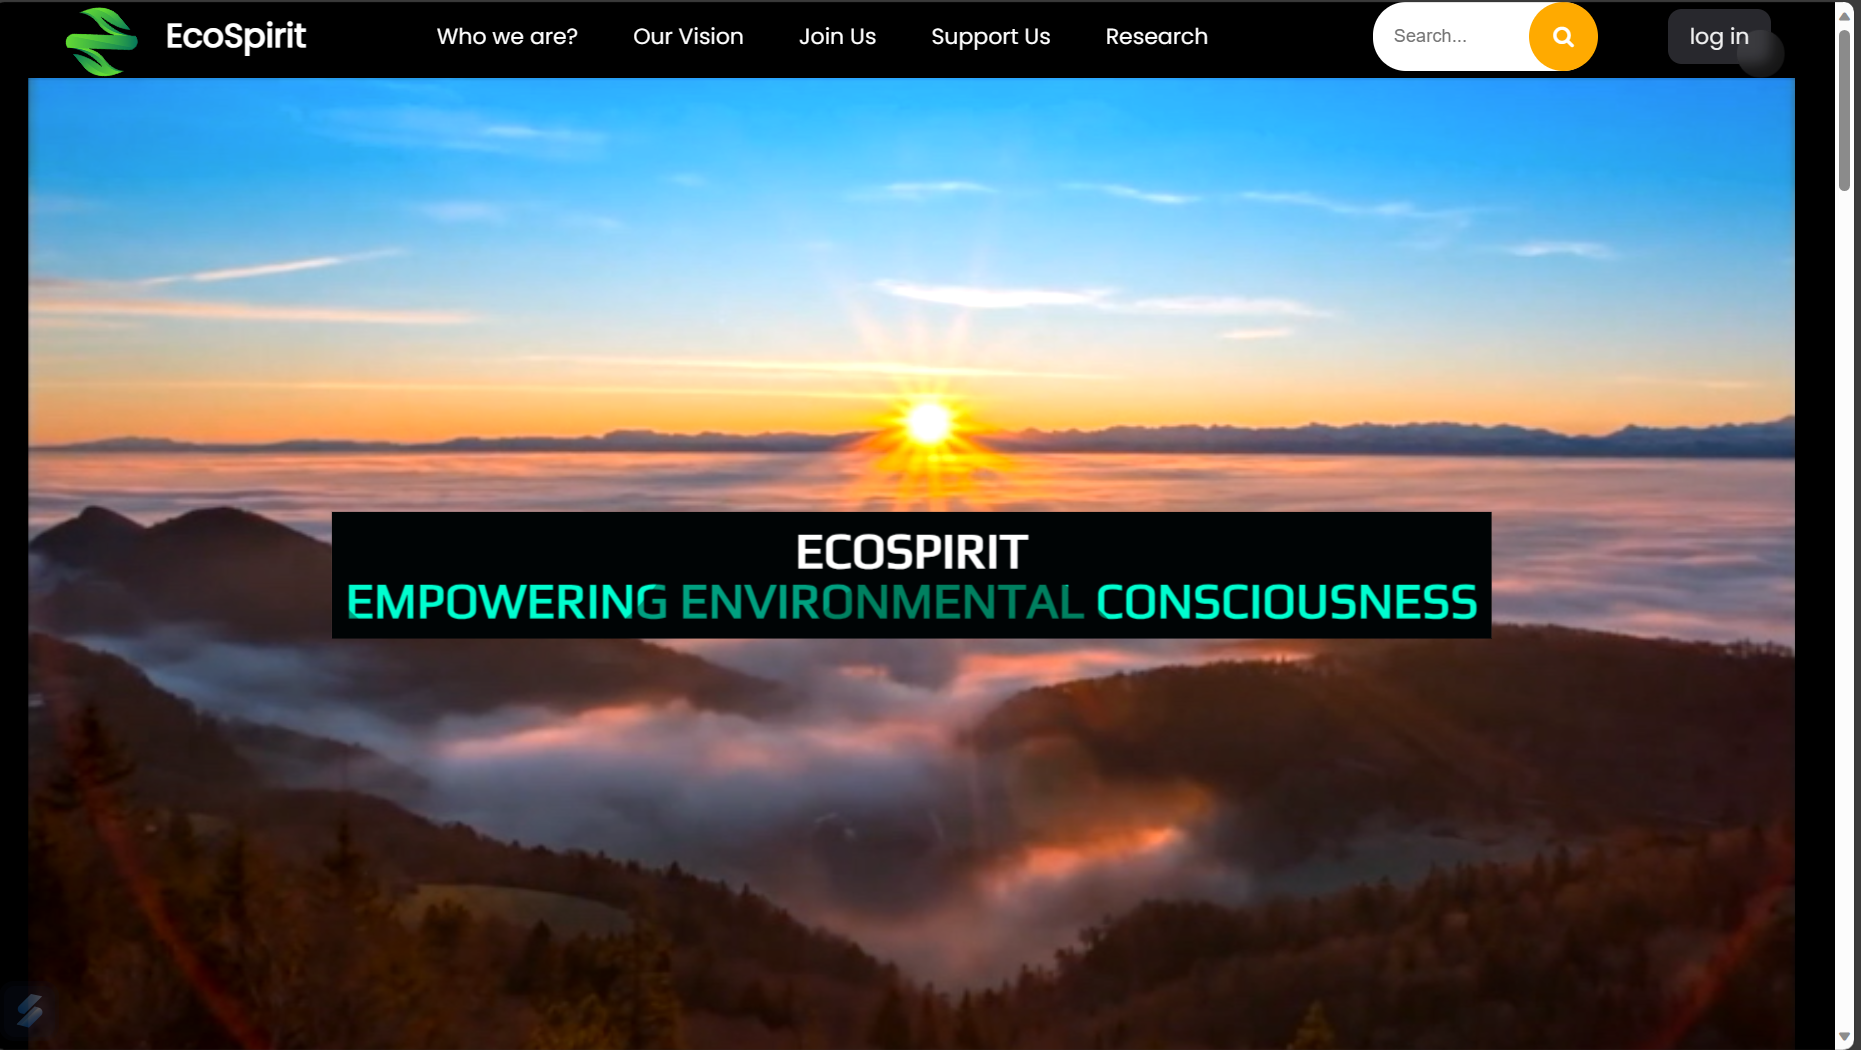 EcoSpirit
Who we are?
Our Vision
Join Us
Support Us
Research
Search...
log in
ECOSPIRIT
EMPOWERING ENVIRONMENTAL CONSCIOUSNESS